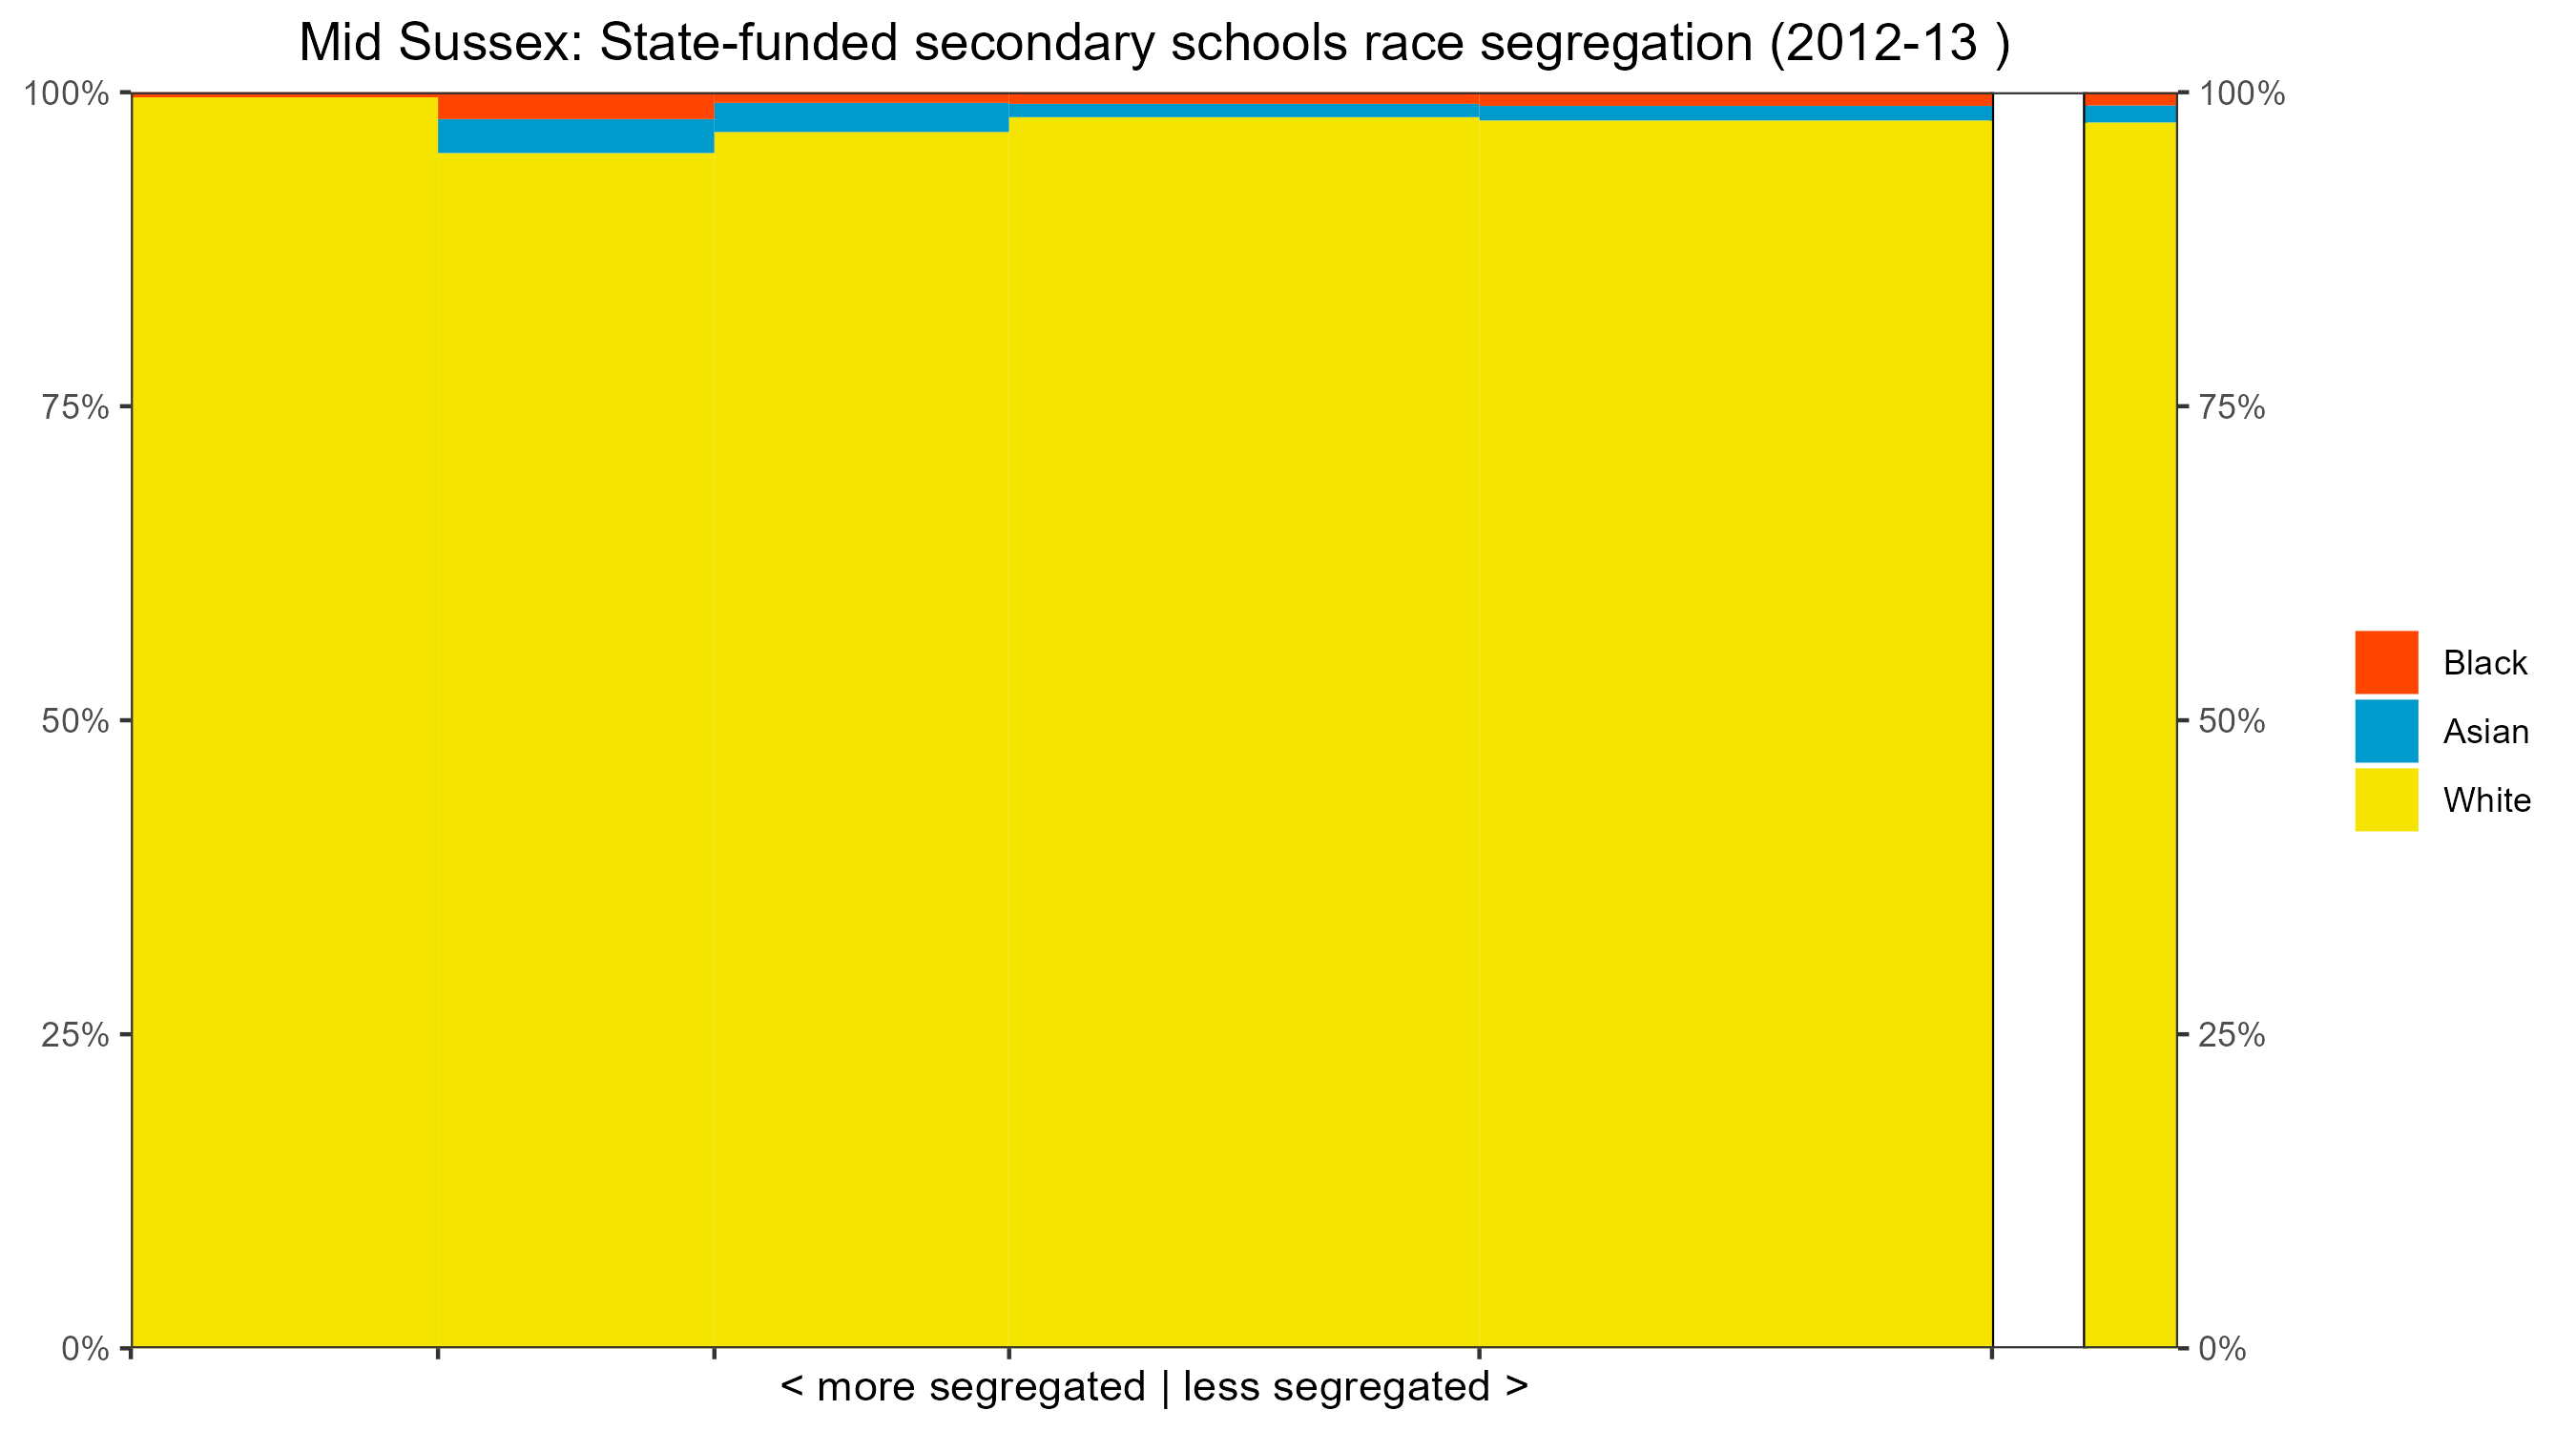 Mid Sussex: State-funded secondary schools race segregation (2012-13 )
100%
75%
50%
25%
0%
100%
75%
50%
25%
0%
Black
Asian
White
< more segregated | less segregated >